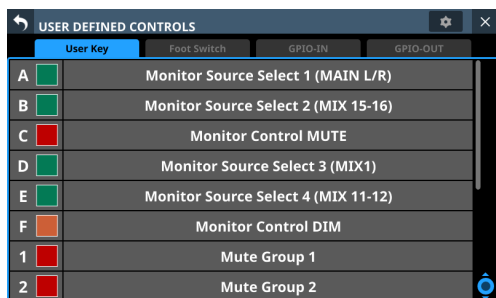 USER DEFINED CONTROLS
User Key Foot Switch GPIO-IN GPIO-OUT
A Monitor Source Select 1 (MAIN L/R)
B Monitor Source Select 2 (MIX 15-16)
C Monitor Control MUTE
D Monitor Source Select 3 (MIX1)
E Monitor Source Select 4 (MIX 11-12)
F Monitor Control DIM
1 Mute Group 1
2 Mute Group 2